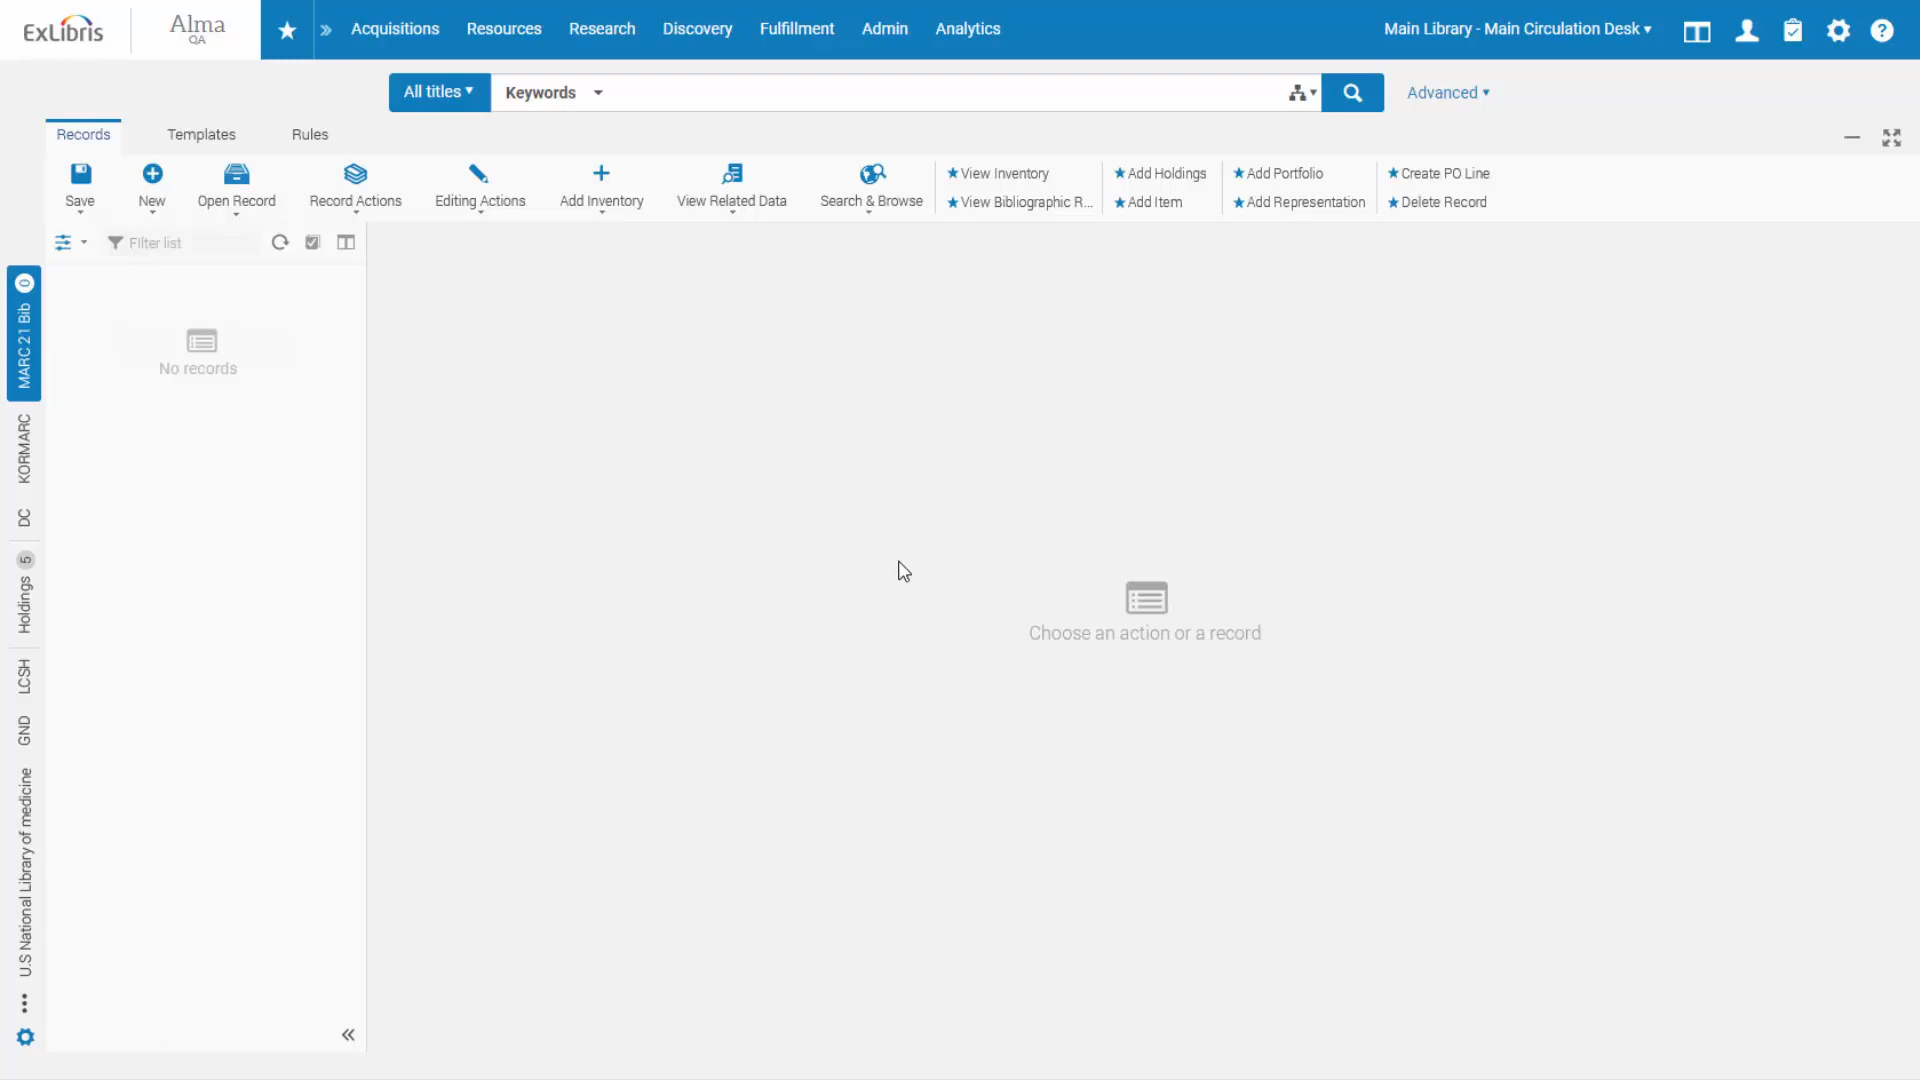 ExLibris
Alma
QA
Acquisitions
Resources
Research
Discovery
Fulfillment
Admin
Analytics
Main Library - Main Circulation Desk
All titles
Keywords
Advanced
Records
Templates
Rules
Save
New
Open Record
Record Actions
Editing Actions
Add Inventory
View Related Data
Search & Browse
View Inventory
View Bibliographic R...
Add Holdings
Add Item
Add Portfolio
Add Representation
Create PO Line
Delete Record
Filter list
MARC 21 Bib 0
KORMARC
DC
Holdings 5
LCSH
GND
U.S National Library of medicine
No records
Choose an action or a record